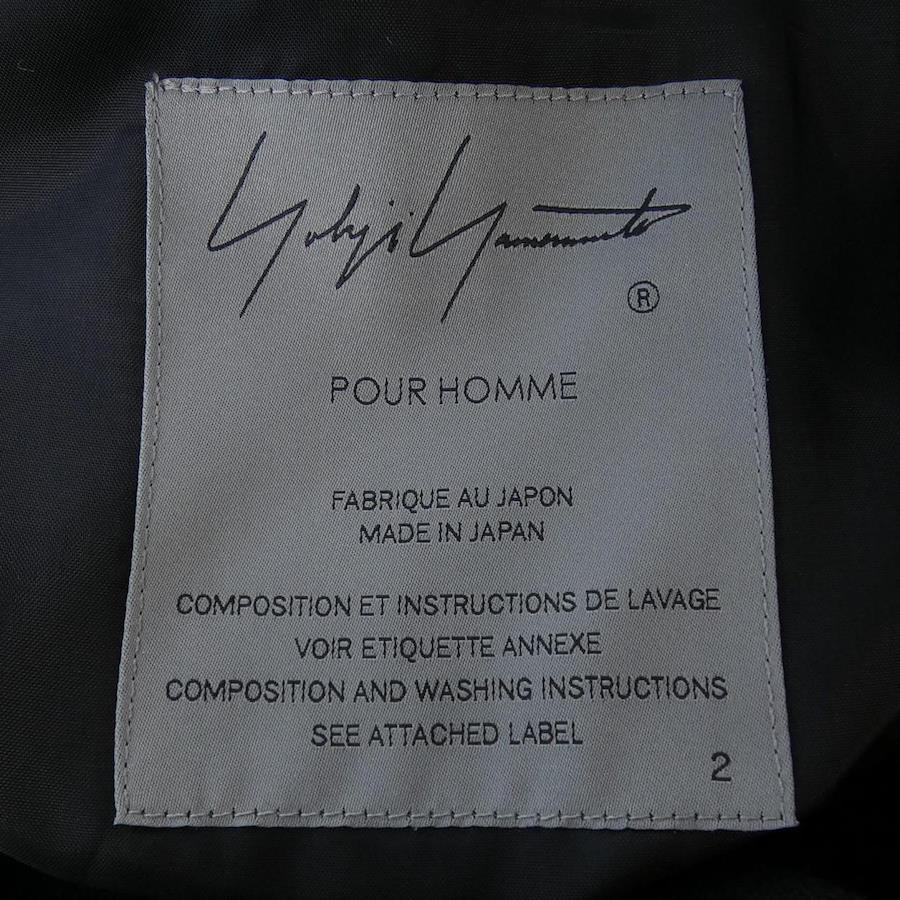 Yohji Yamamoto
®
POUR HOMME
FABRIQUE AU JAPON
MADE IN JAPAN
COMPOSITION ET INSTRUCTIONS DE LAVAGE
VOIR ETIQUETTE ANNEXE
COMPOSITION AND WASHING INSTRUCTIONS
SEE ATTACHED LABEL
2